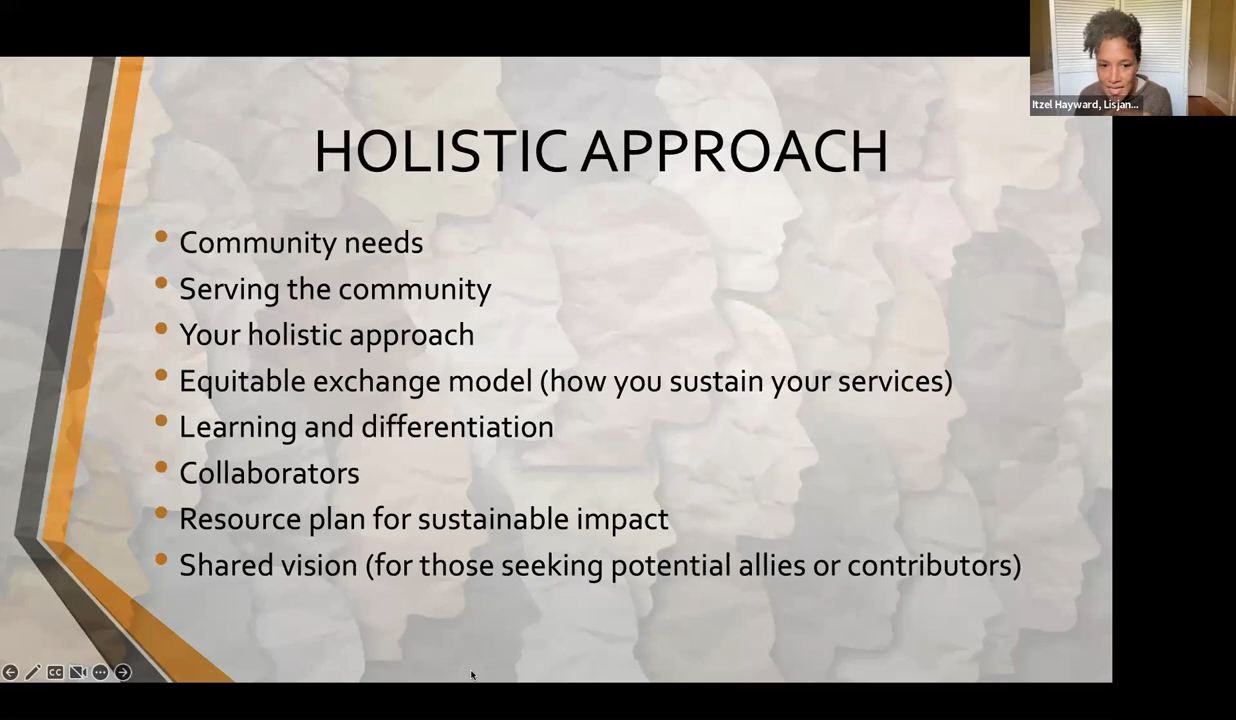 Itzel Hayward, Lisjan...
HOLISTIC APPROACH
Community needs
Serving the community
Your holistic approach
Equitable exchange model (how you sustain your services)
Learning and differentiation
Collaborators
Resource plan for sustainable impact
Shared vision (for those seeking potential allies or contributors)
CC